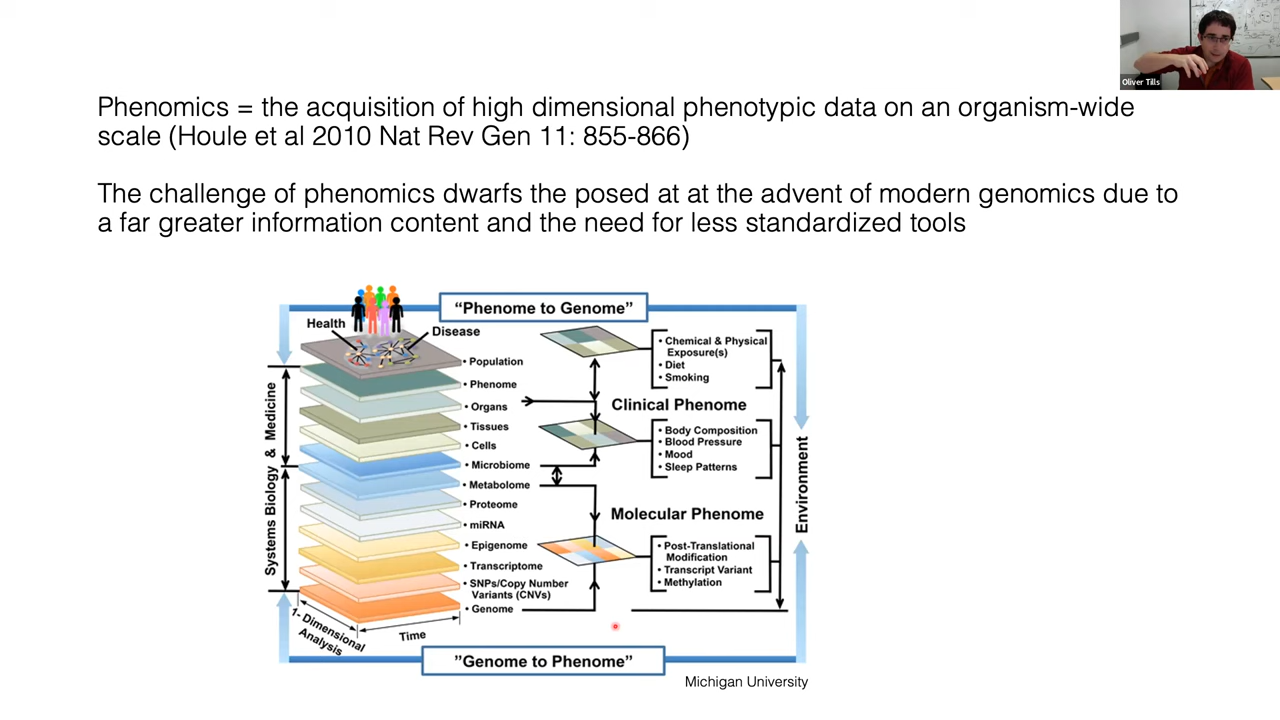 Oliver Tills
Phenomics = the acquisition of high dimensional phenotypic data on an organism-wide
scale (Houle et al 2010 Nat Rev Gen 11: 855-866)
The challenge of phenomics dwarfs the posed at at the advent of modern genomics due to
a far greater information content and the need for less standardized tools
“Phenome to Genome”
Health
Disease
• Population
• Phenome
• Organs
• Tissues
• Cells
• Microbiome
• Metabolome
• Proteome
• miRNA
• Epigenome
• Transcriptome
• SNPs/Copy Number
Variants (CNVs)
• Genome
Systems Biology & Medicine
1- Dimensional
Analysis
Time
• Chemical & Physical
Exposure(s)
• Diet
• Smoking
Clinical Phenome
• Body Composition
• Blood Pressure
• Mood
• Sleep Patterns
Molecular Phenome
• Post-Translational
Modification
• Transcript Variant
• Methylation
Environment
”Genome to Phenome”
Michigan University